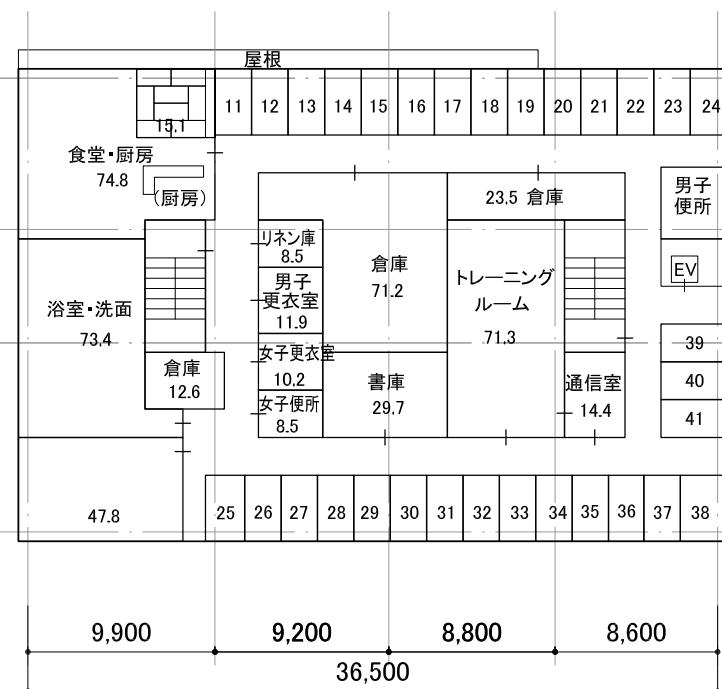 屋根
11 12 13 14 15 16 17 18 19 20 21 22 23 24
15.1
食堂・厨房
74.8
(厨房)
23.5 倉庫
男子
便所
リネン庫
8.5
倉庫
71.2
トレーニング
ルーム
71.3
EV
男子
更衣室
11.9
浴室・洗面
73.4
39
女子更衣室
10.2
倉庫
12.6
書庫
29.7
通信室
14.4
40
女子便所
8.5
41
47.8
25 26 27 28 29 30 31 32 33 34 35 36 37 38
9,900 9,200 8,800 8,600
36,500